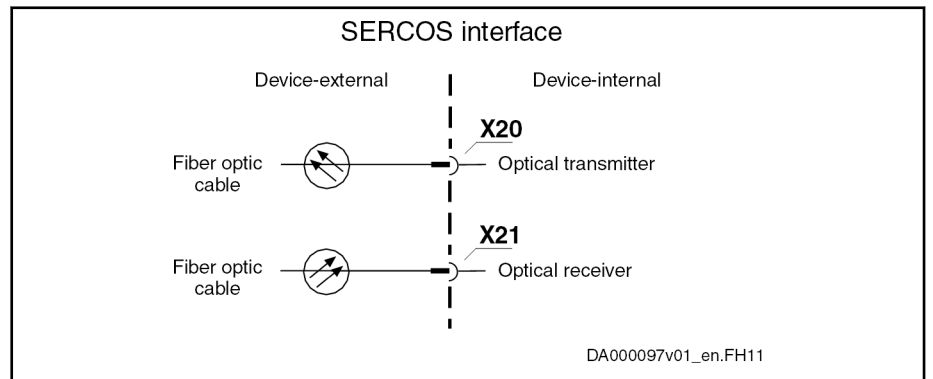 SERCOS interface
Device-external
Device-internal
X20
Fiber optic
cable
Optical transmitter
X21
Fiber optic
cable
Optical receiver
DA000097v01_en.FH11